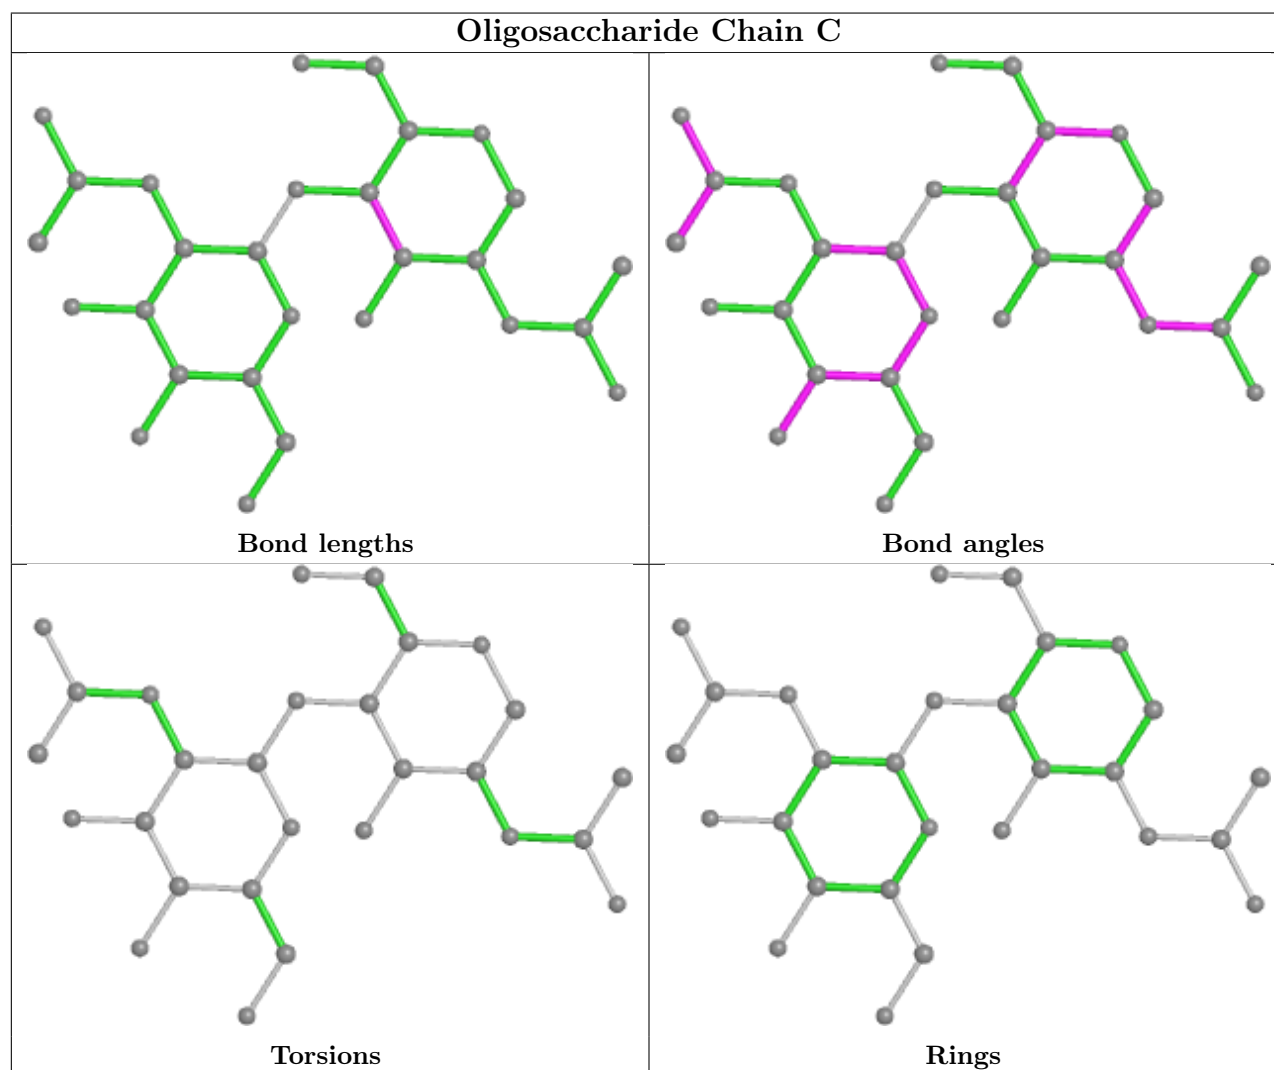 Oligosaccharide Chain C
Bond lengths
Bond angles
Torsions
Rings